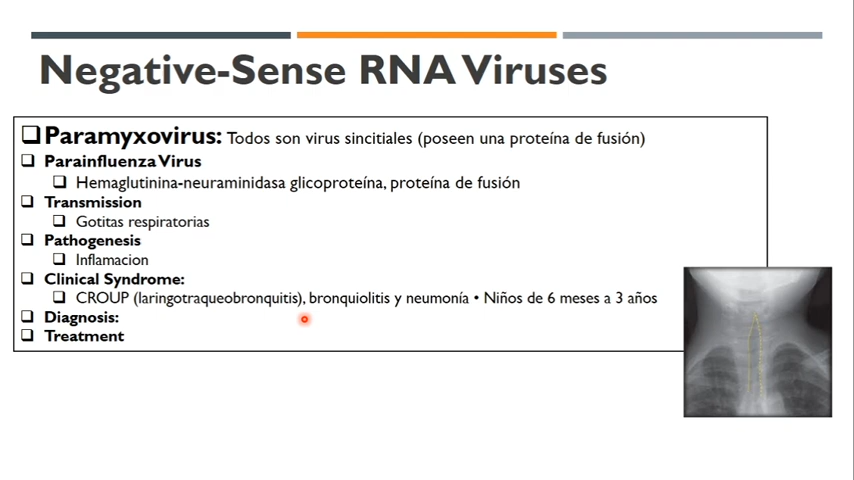 Negative-Sense RNA Viruses
Paramyxovirus: Todos son virus sincitiales (poseen una proteína de fusión)
Parainfluenza Virus
Hemaglutinina-neuraminidasa glicoproteína, proteína de fusión
Transmission
Gotitas respiratorias
Pathogenesis
Inflamacion
Clinical Syndrome:
CROUP (laringotraqueobronquitis), bronquiolitis y neumonía • Niños de 6 meses a 3 años
Diagnosis:
Treatment